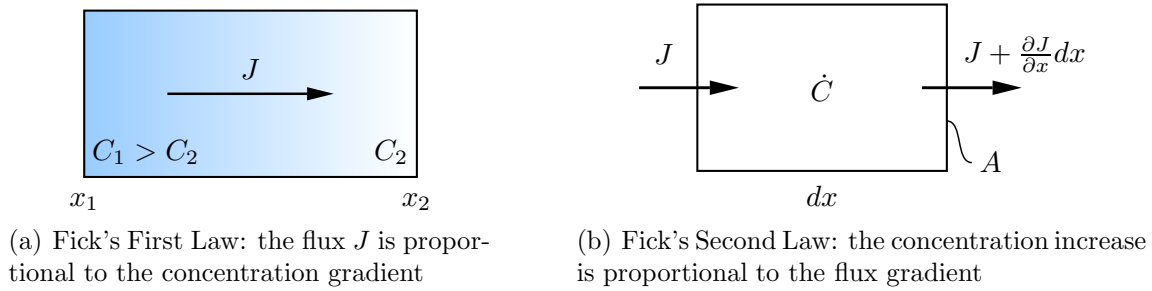 J
C₁ > C₂
C₂
x₁
x₂
(a) Fick's First Law: the flux J is propor-
tional to the concentration gradient
J
Ċ
J + ∂J/∂x dx
A
dx
(b) Fick's Second Law: the concentration increase
is proportional to the flux gradient